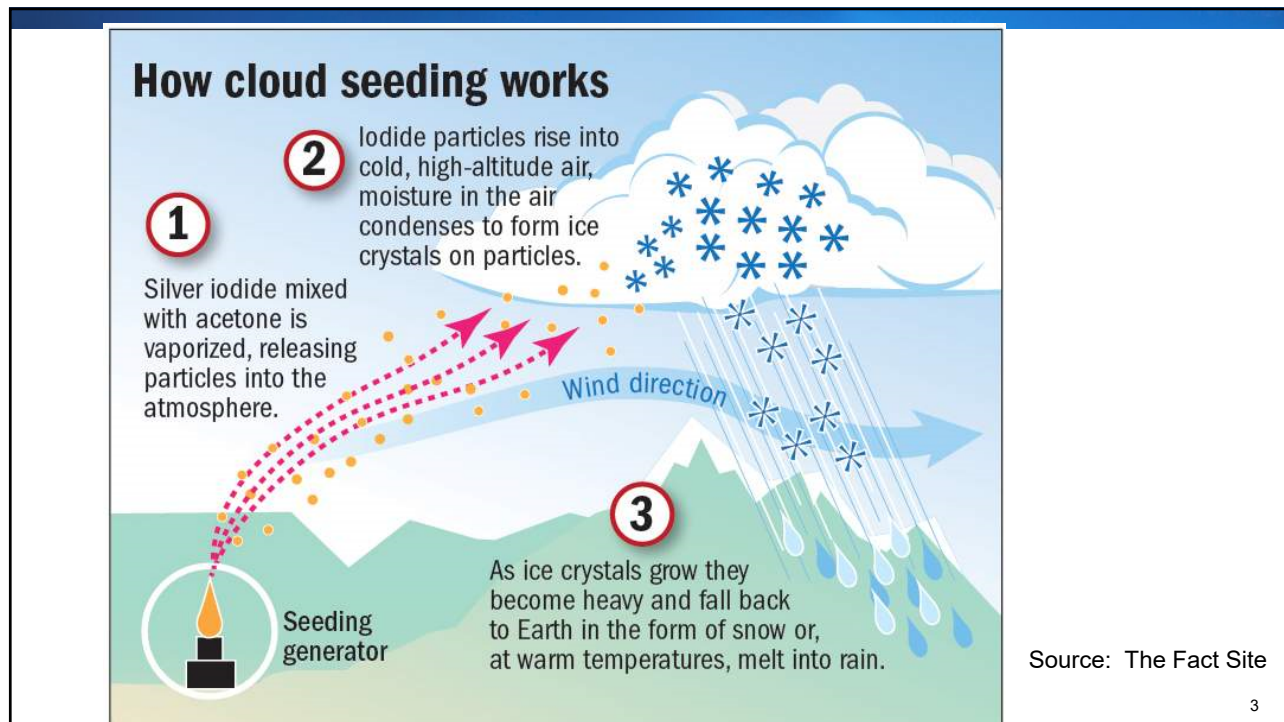 How cloud seeding works
1
Silver iodide mixed
with acetone is
vaporized, releasing
particles into the
atmosphere.
2
Iodide particles rise into
cold, high-altitude air,
moisture in the air
condenses to form ice
crystals on particles.
Wind direction
3
As ice crystals grow they
become heavy and fall back
to Earth in the form of snow or,
at warm temperatures, melt into rain.
Seeding
generator
Source: The Fact Site
3